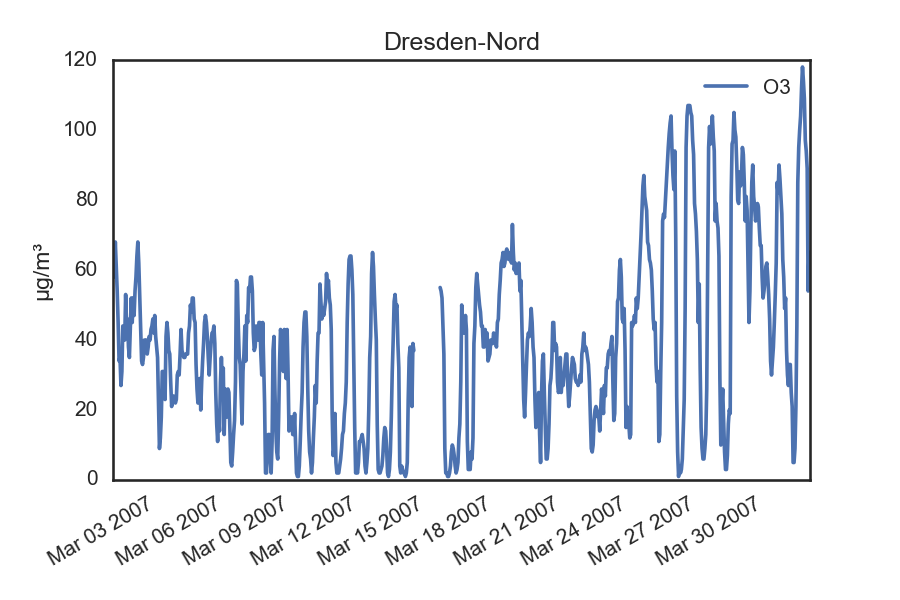 Dresden-Nord
120
100
80
60
40
20
0
µg/m³
O3
Mar 03 2007
Mar 06 2007
Mar 09 2007
Mar 12 2007
Mar 15 2007
Mar 18 2007
Mar 21 2007
Mar 24 2007
Mar 27 2007
Mar 30 2007